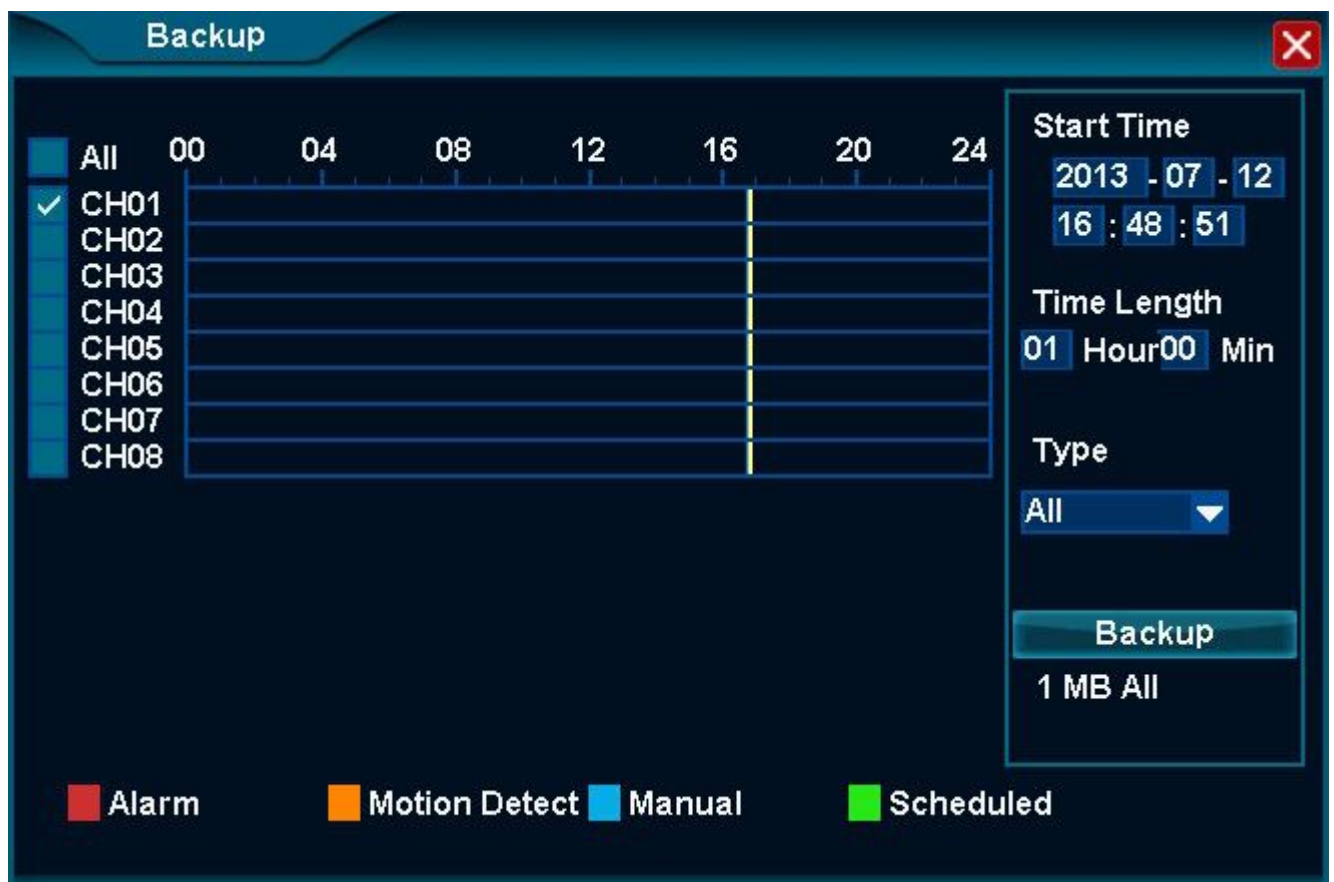 Backup
All 00 04 08 12 16 20 24
CH01
CH02
CH03
CH04
CH05
CH06
CH07
CH08
Start Time
2013 - 07 - 12
16 : 48 : 51
Time Length
01 Hour 00 Min
Type
All
Backup
1 MB All
Alarm Motion Detect Manual Scheduled